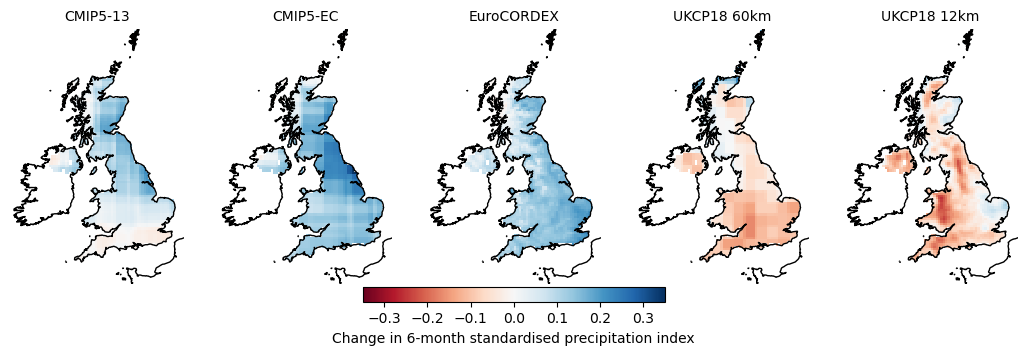 CMIP5-13 CMIP5-EC EuroCORDEX UKCP18 60km UKCP18 12km
−0.3 −0.2 −0.1 0.0 0.1 0.2 0.3
Change in 6-month standardised precipitation index